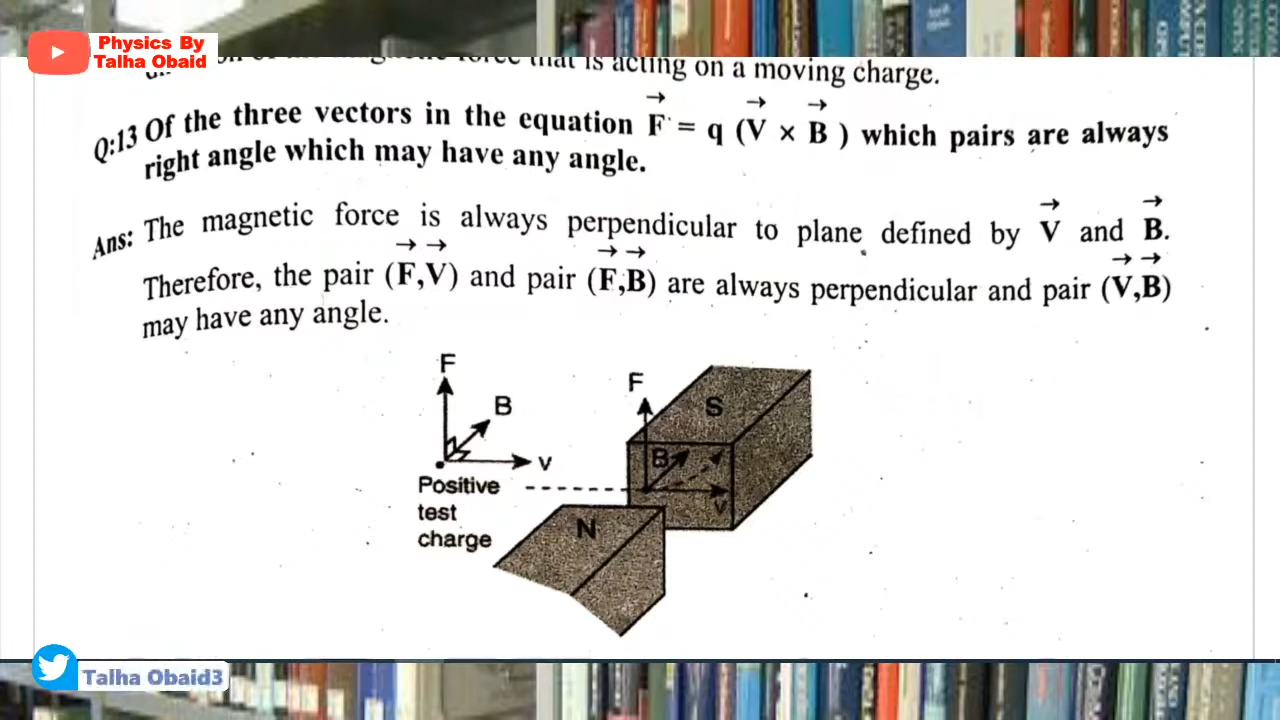 Physics By
Talha Obaid
that is acting on a moving charge.
Q:13 Of the three vectors in the equation F⃗ = q (V⃗ × B⃗ ) which pairs are always
right angle which may have any angle.
Ans: The magnetic force is always perpendicular to plane defined by V⃗ and B⃗.
Therefore, the pair (F⃗,V⃗) and pair (F⃗,B⃗) are always perpendicular and pair (V⃗,B⃗)
may have any angle.
F
B
V
Positive
test
charge
F
S
B
V
N
Talha Obaid3